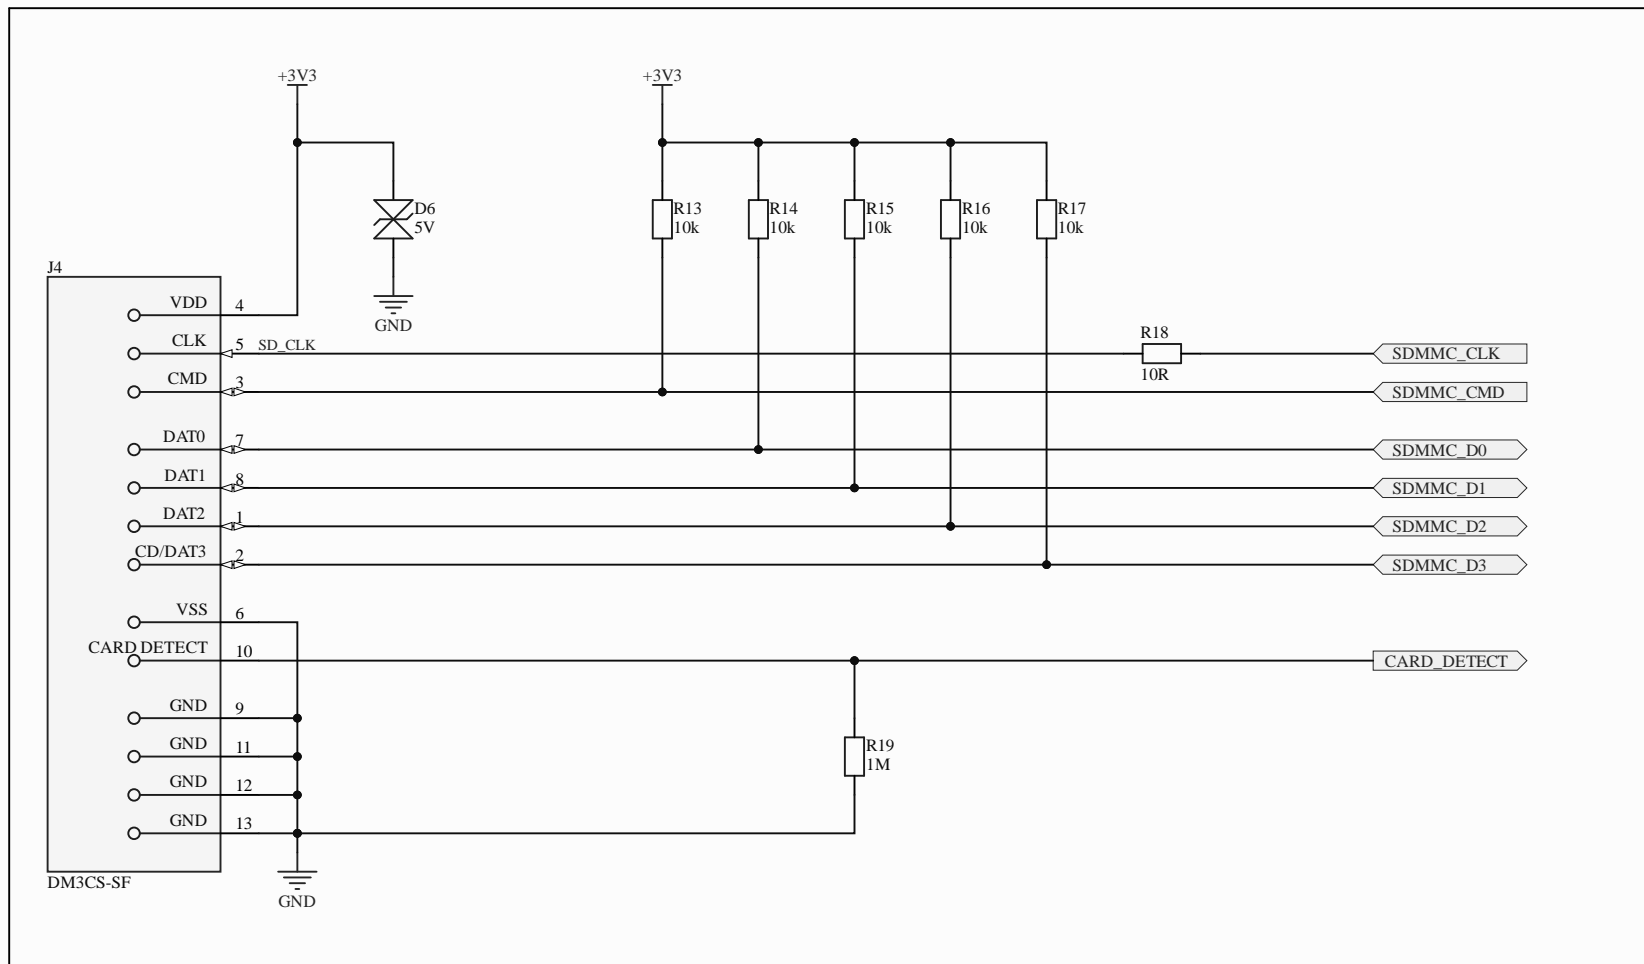 +3V3
+3V3
D6
5V
R13
10k
R14
10k
R15
10k
R16
10k
R17
10k
J4
VDD 4
GND
CLK 5 SD_CLK
R18
10R
SDMMC_CLK
CMD 3
SDMMC_CMD
DAT0 7
SDMMC_D0
DAT1 8
SDMMC_D1
DAT2 1
SDMMC_D2
CD/DAT3 2
SDMMC_D3
VSS 6
CARD DETECT 10
CARD_DETECT
GND 9
GND 11
R19
1M
GND 12
GND 13
DM3CS-SF
GND